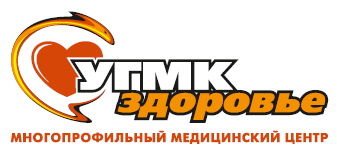 УГМК
здоровье
МНОГОПРОФИЛЬНЫЙ МЕДИЦИНСКИЙ ЦЕНТР